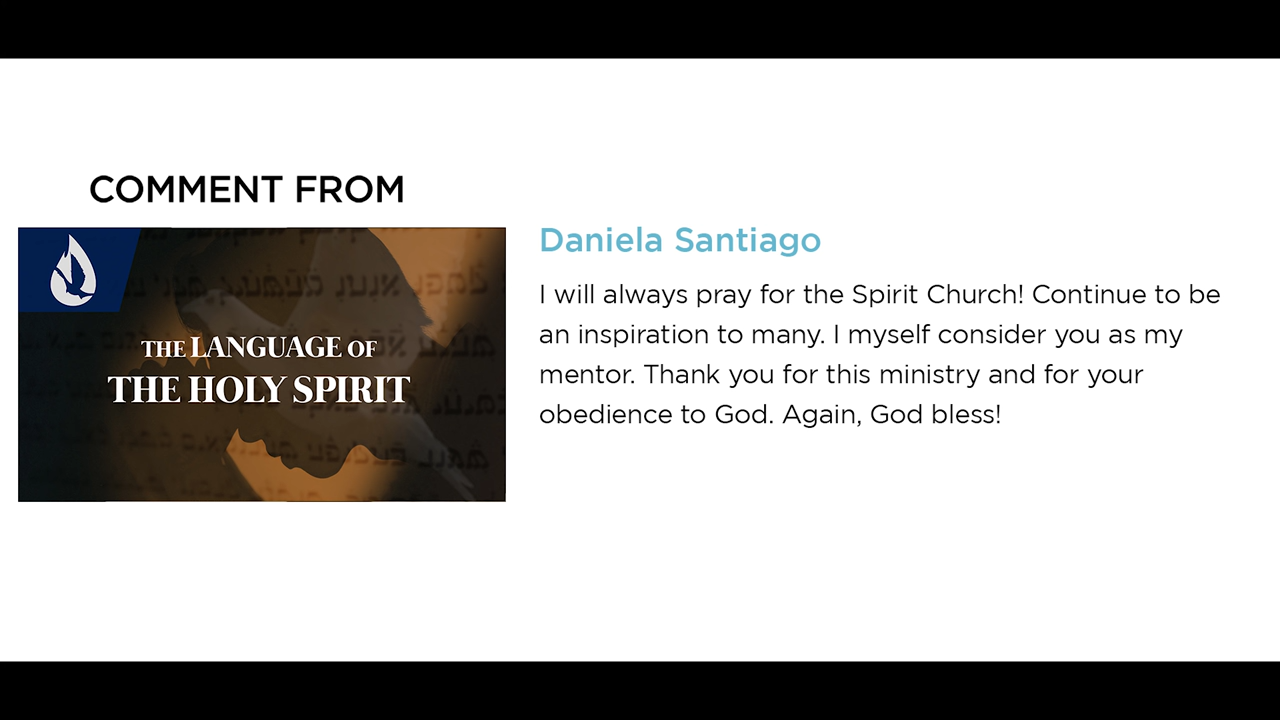 COMMENT FROM
THE LANGUAGE OF
THE HOLY SPIRIT
Daniela Santiago
I will always pray for the Spirit Church! Continue to be
an inspiration to many. I myself consider you as my
mentor. Thank you for this ministry and for your
obedience to God. Again, God bless!